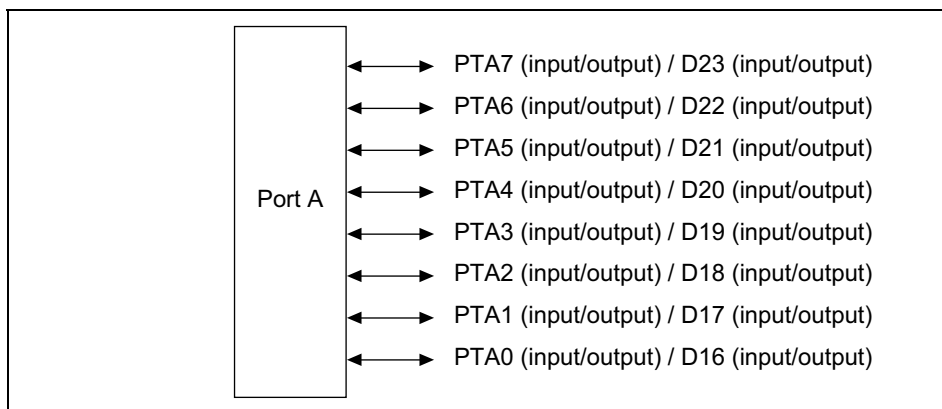 PTA7 (input/output) / D23 (input/output)
PTA6 (input/output) / D22 (input/output)
PTA5 (input/output) / D21 (input/output)
PTA4 (input/output) / D20 (input/output)
Port A
PTA3 (input/output) / D19 (input/output)
PTA2 (input/output) / D18 (input/output)
PTA1 (input/output) / D17 (input/output)
PTA0 (input/output) / D16 (input/output)